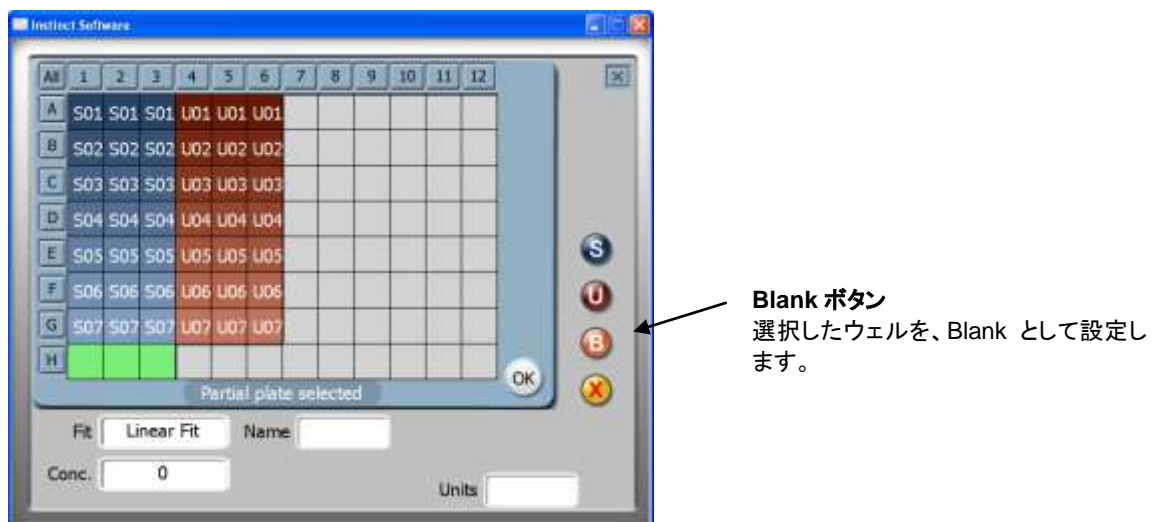 Instinct Software
All 1 2 3 4 5 6 7 8 9 10 11 12
A S01 S01 S01 U01 U01 U01
B S02 S02 S02 U02 U02 U02
C S03 S03 S03 U03 U03 U03
D S04 S04 S04 U04 U04 U04
E S05 S05 S05 U05 U05 U05
F S06 S06 S06 U06 U06 U06
G S07 S07 S07 U07 U07 U07
H
S
U
B
X
OK
Partial plate selected
Fit Linear Fit Name
Conc. 0
Units
Blank ボタン
選択したウェルを、Blank として設定し
ます。